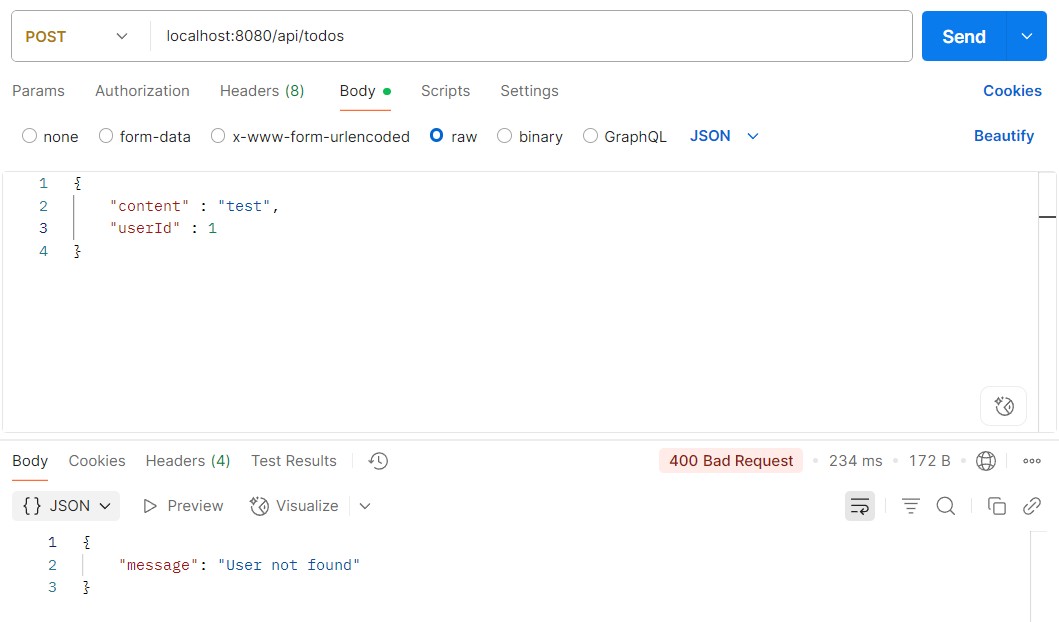 POST localhost:8080/api/todos Send
Params Authorization Headers (8) Body Scripts Settings Cookies
none form-data x-www-form-urlencoded raw binary GraphQL JSON Beautify
1 {
2 "content" : "test",
3 "userId" : 1
4 }
Body Cookies Headers (4) Test Results 400 Bad Request 234 ms 172 B
{} JSON Preview Visualize
1 {
2 "message": "User not found"
3 }